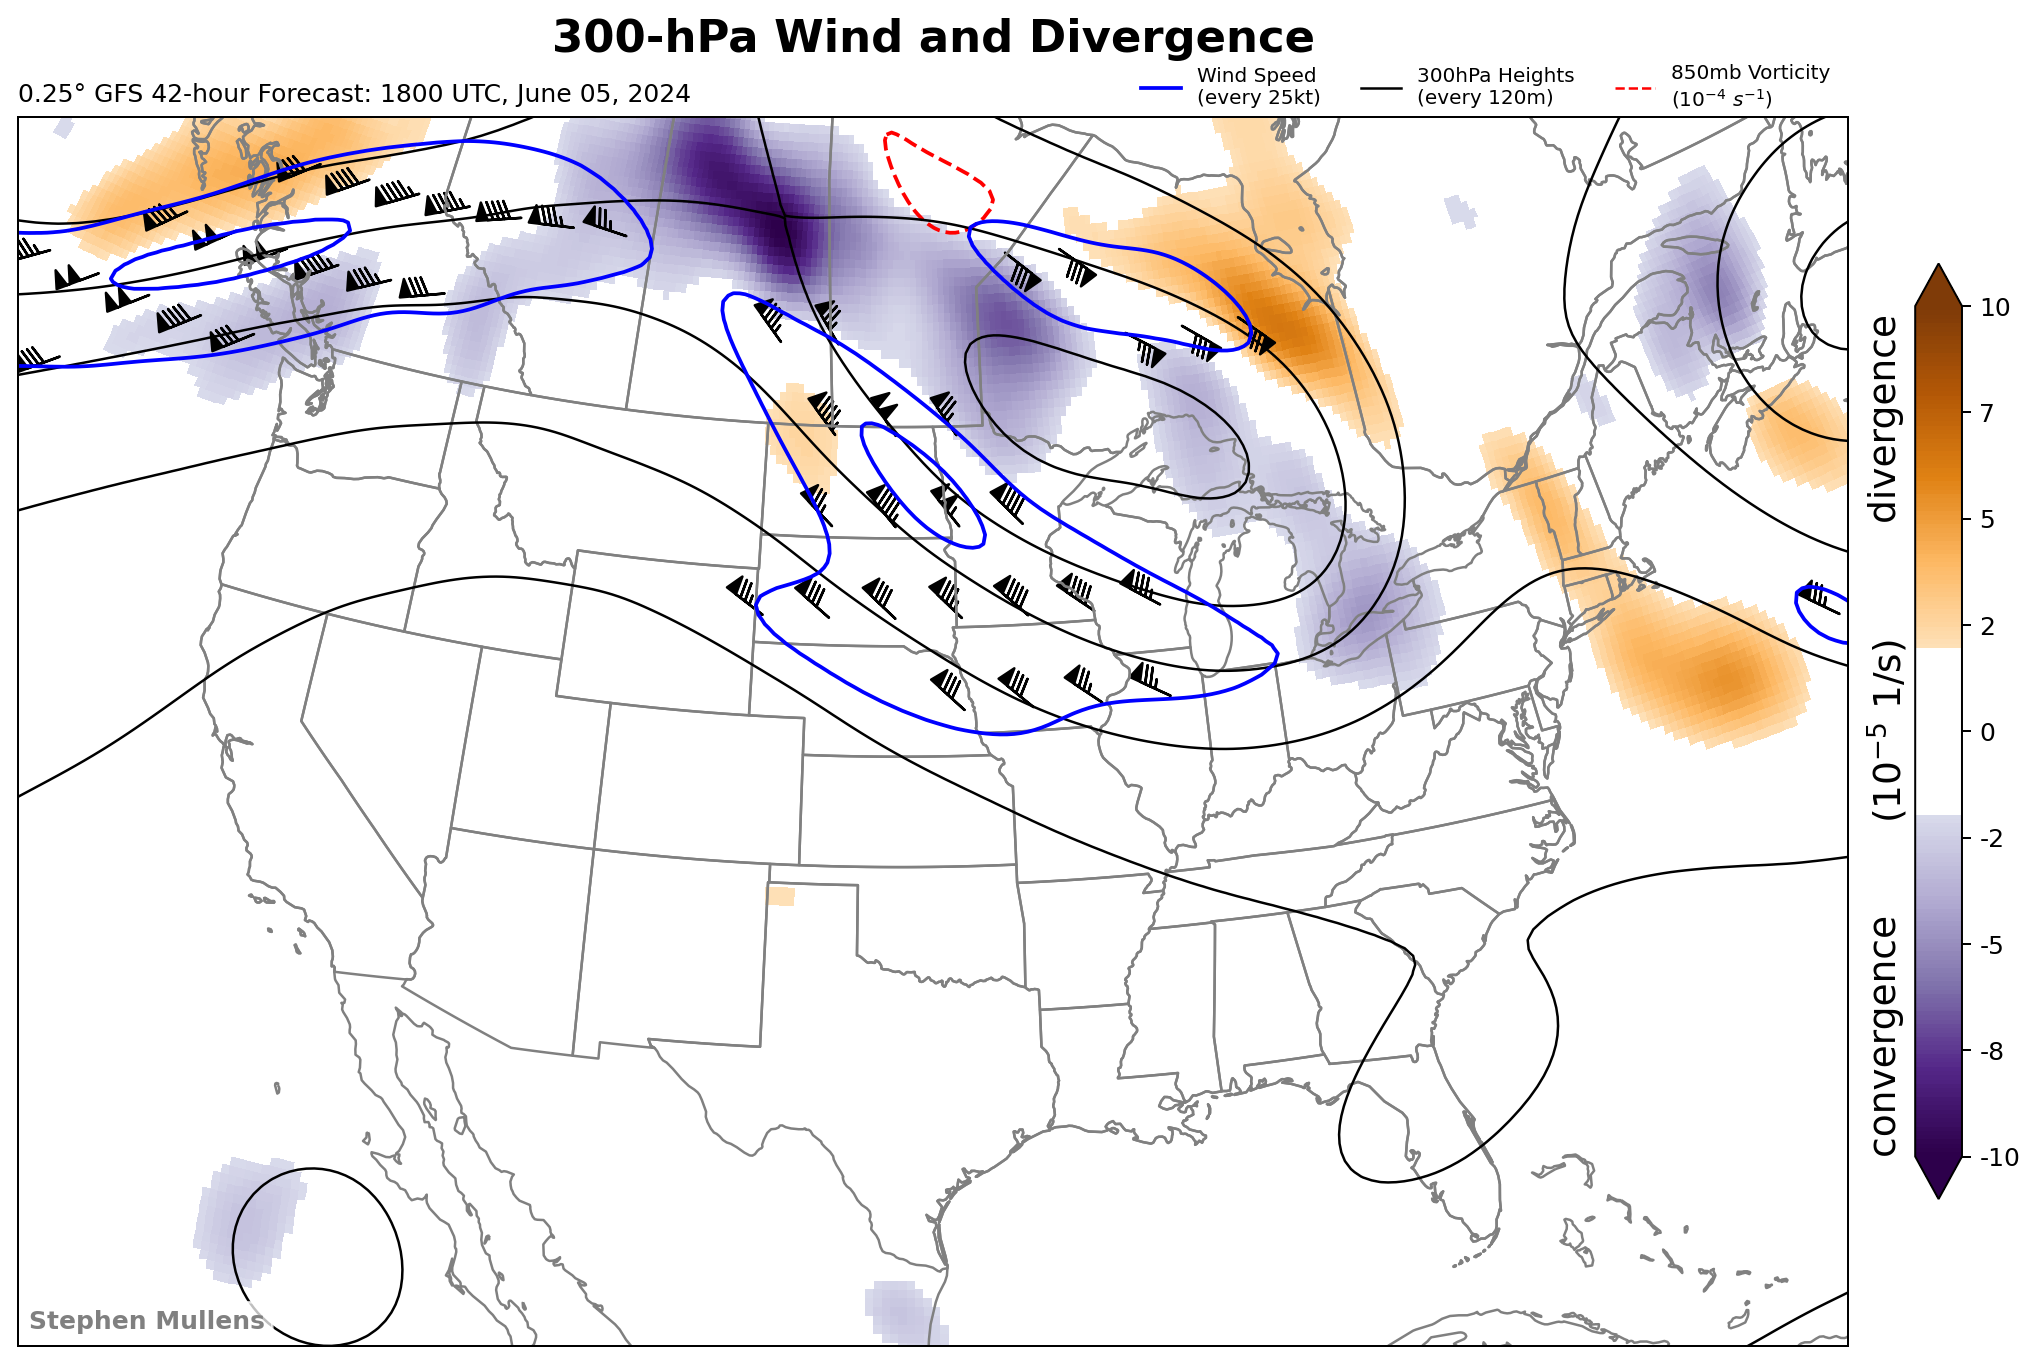 300-hPa Wind and Divergence
0.25° GFS 42-hour Forecast: 1800 UTC, June 05, 2024
Wind Speed
(every 25kt)
300hPa Heights
(every 120m)
850mb Vorticity
(10⁻⁴ s⁻¹)
10
7
5
2
0
-2
-5
-8
-10
convergence (10⁻⁵ 1/s) divergence
Stephen Mullens